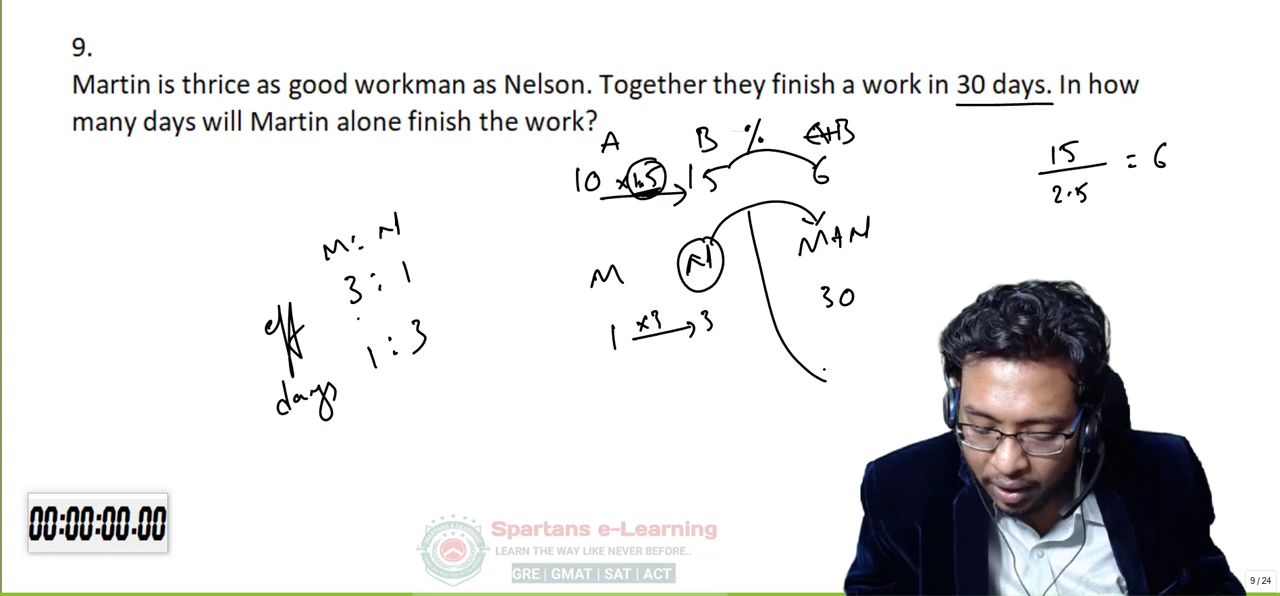 9.
Martin is thrice as good workman as Nelson. Together they finish a work in 30 days. In how
many days will Martin alone finish the work?
A B % A+B
10 ×1.5 15 6
15
2.5
= 6
M : N
3 : 1
eff
1 : 3
days
M N M&N
1 ×3 3 30
00:00:00.00
Spartans e-Learning
LEARN THE WAY LIKE NEVER BEFORE..
GRE | GMAT | SAT | ACT
9 / 24